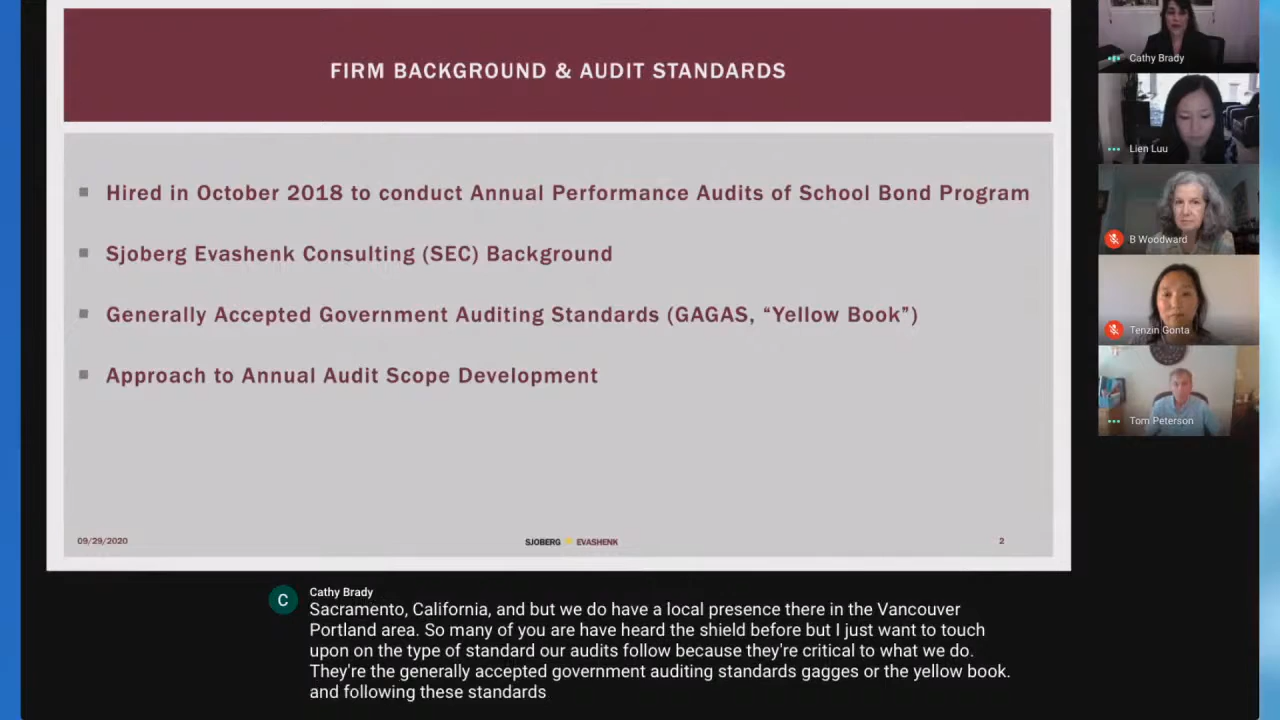 FIRM BACKGROUND & AUDIT STANDARDS
Hired in October 2018 to conduct Annual Performance Audits of School Bond Program
Sjoberg Evashenk Consulting (SEC) Background
Generally Accepted Government Auditing Standards (GAGAS, “Yellow Book”)
Approach to Annual Audit Scope Development
09/29/2020
SJOBERG EVASHENK
2
Cathy Brady
Lien Luu
B Woodward
Tenzin Gonta
Tom Peterson
C
Cathy Brady
Sacramento, California, and but we do have a local presence there in the Vancouver
Portland area. So many of you are have heard the shield before but I just want to touch
upon on the type of standard our audits follow because they're critical to what we do.
They're the generally accepted government auditing standards gagges or the yellow book.
and following these standards